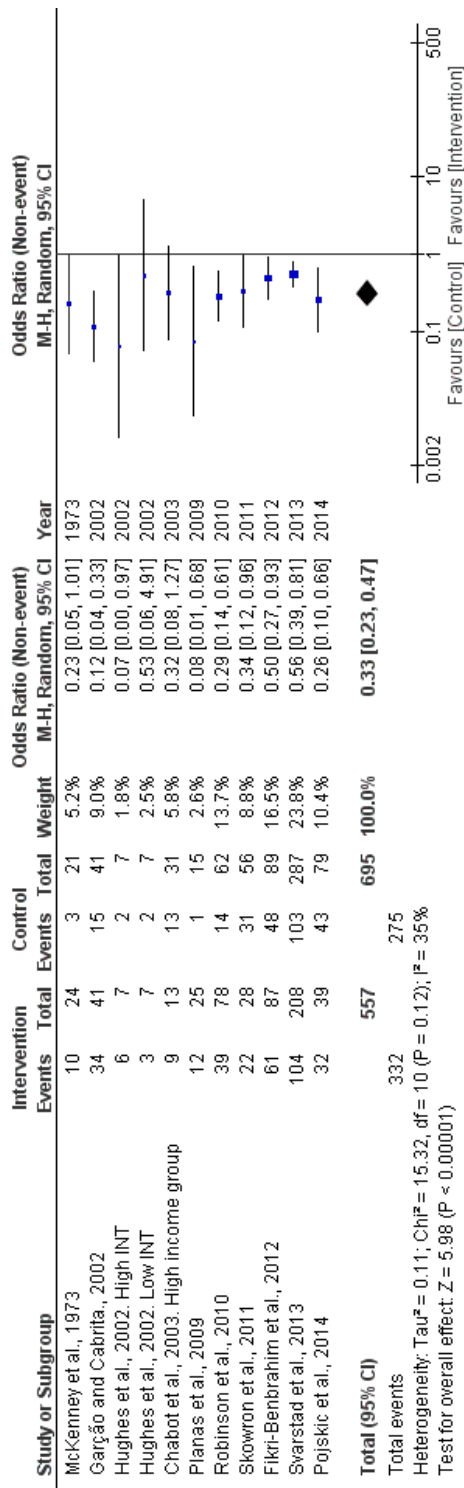 Intervention Control Odds Ratio (Non-event) Odds Ratio (Non-event)
Study or Subgroup Events Total Events Total Weight M-H, Random, 95% CI Year M-H, Random, 95% CI
McKenney et al., 1973 10 24 3 21 5.2% 0.23 [0.05, 1.01] 1973
Garção and Cabrita., 2002 34 41 15 41 9.0% 0.12 [0.04, 0.33] 2002
Hughes et al., 2002. High INT 6 7 2 7 1.8% 0.07 [0.00, 0.97] 2002
Hughes et al., 2002. Low INT 3 7 2 7 2.5% 0.53 [0.06, 4.91] 2002
Chabot et al., 2003. High income group 9 13 13 31 5.8% 0.32 [0.08, 1.27] 2003
Planas et al., 2009 12 25 1 15 2.6% 0.08 [0.01, 0.68] 2009
Robinson et al., 2010 39 78 14 62 13.7% 0.29 [0.14, 0.61] 2010
Skowron et al., 2011 22 28 31 56 8.8% 0.34 [0.12, 0.96] 2011
Fikri-Benbrahim et al., 2012 61 87 48 89 16.5% 0.50 [0.27, 0.93] 2012
Svarstad et al., 2013 104 208 103 287 23.8% 0.56 [0.39, 0.81] 2013
Pojskic et al., 2014 32 39 43 79 10.4% 0.26 [0.10, 0.66] 2014
Total (95% CI) 557 695 100.0% 0.33 [0.23, 0.47]
Total events 332 275
Heterogeneity: Tau² = 0.11; Chi² = 15.32, df = 10 (P = 0.12); I² = 35%
Test for overall effect: Z = 5.98 (P < 0.00001)
0.002 0.1 1 10 500
Favours [Control] Favours [Intervention]